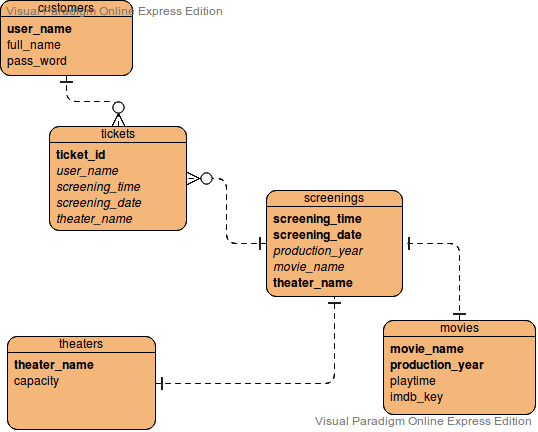 Visual Paradigm Online Express Edition
customers
user_name
full_name
pass_word
tickets
ticket_id
user_name
screening_time
screening_date
theater_name
screenings
screening_time
screening_date
production_year
movie_name
theater_name
theaters
theater_name
capacity
movies
movie_name
production_year
playtime
imdb_key
Visual Paradigm Online Express Edition